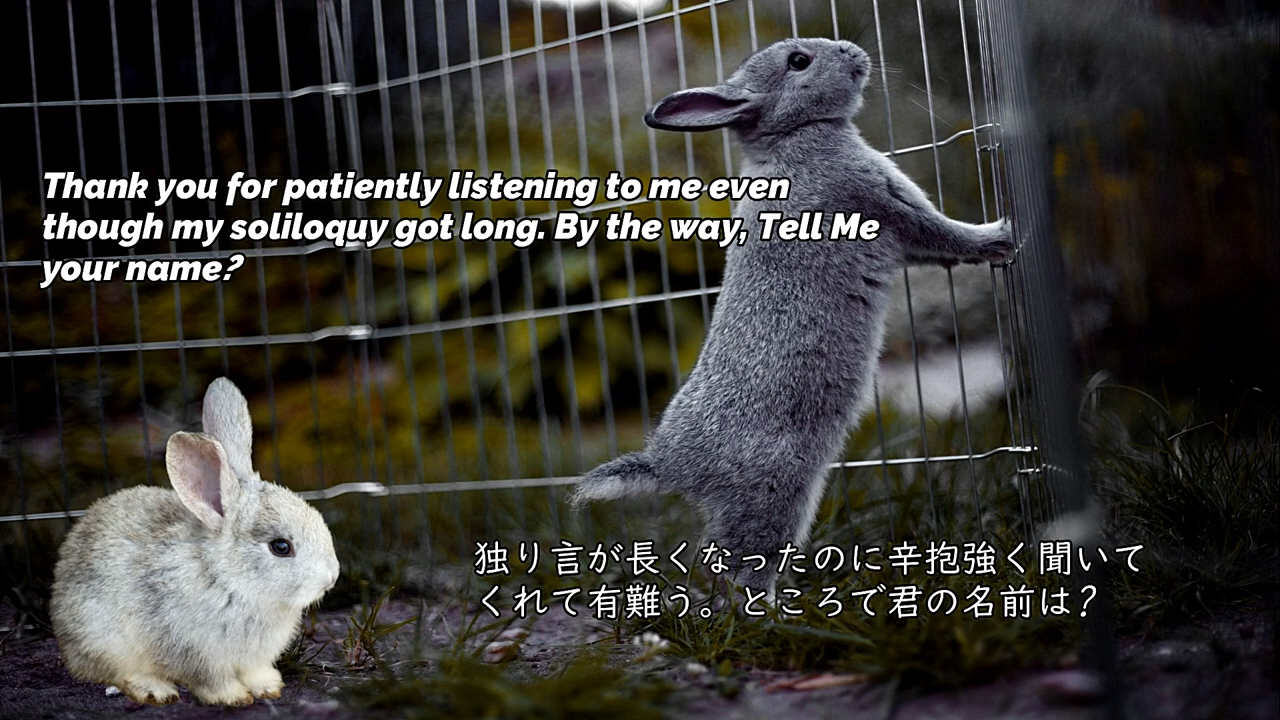 Thank you for patiently listening to me even
though my soliloquy got long. By the way, Tell Me
your name?
独り言が長くなったのに辛抱強く聞いて
くれて有難う。ところで君の名前は？